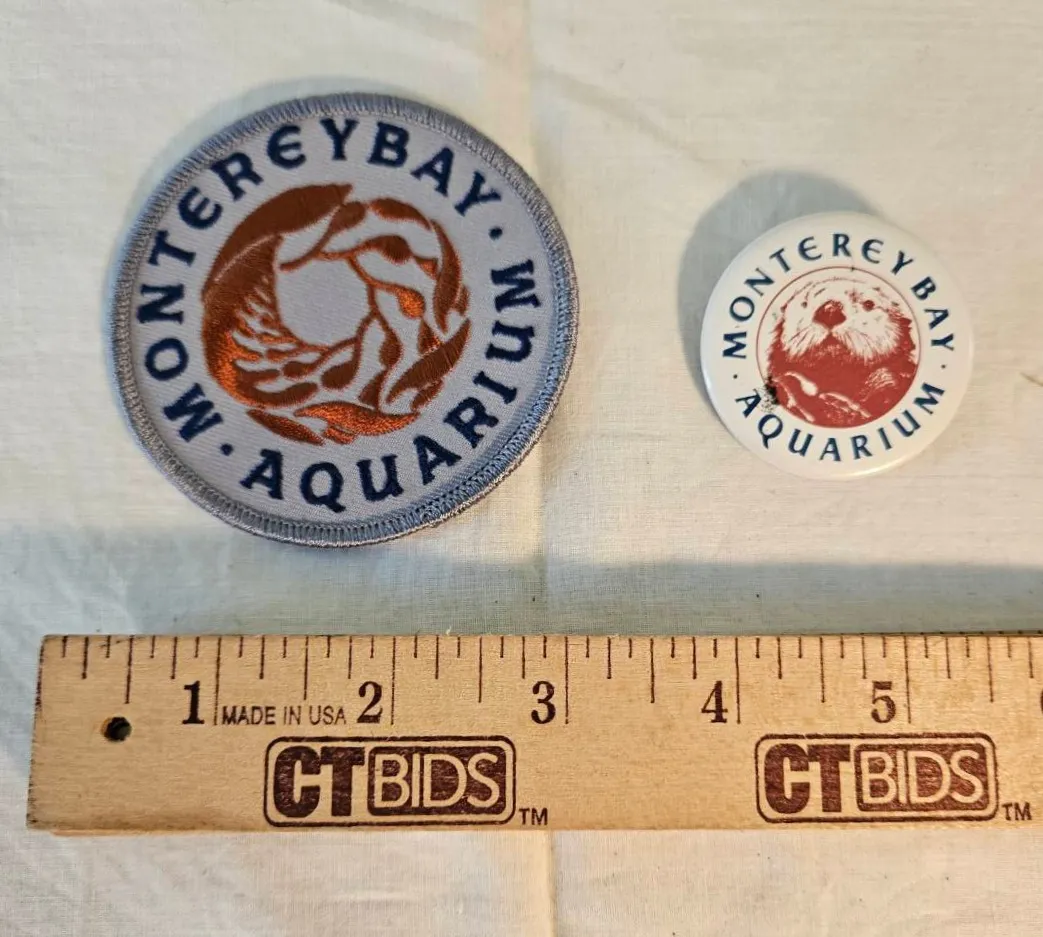 MONTEREY BAY · AQUARIUM ·
MONTEREY BAY · AQUARIUM ·
1 2 3 4 5
MADE IN USA
CTBIDS™ CTBIDS™